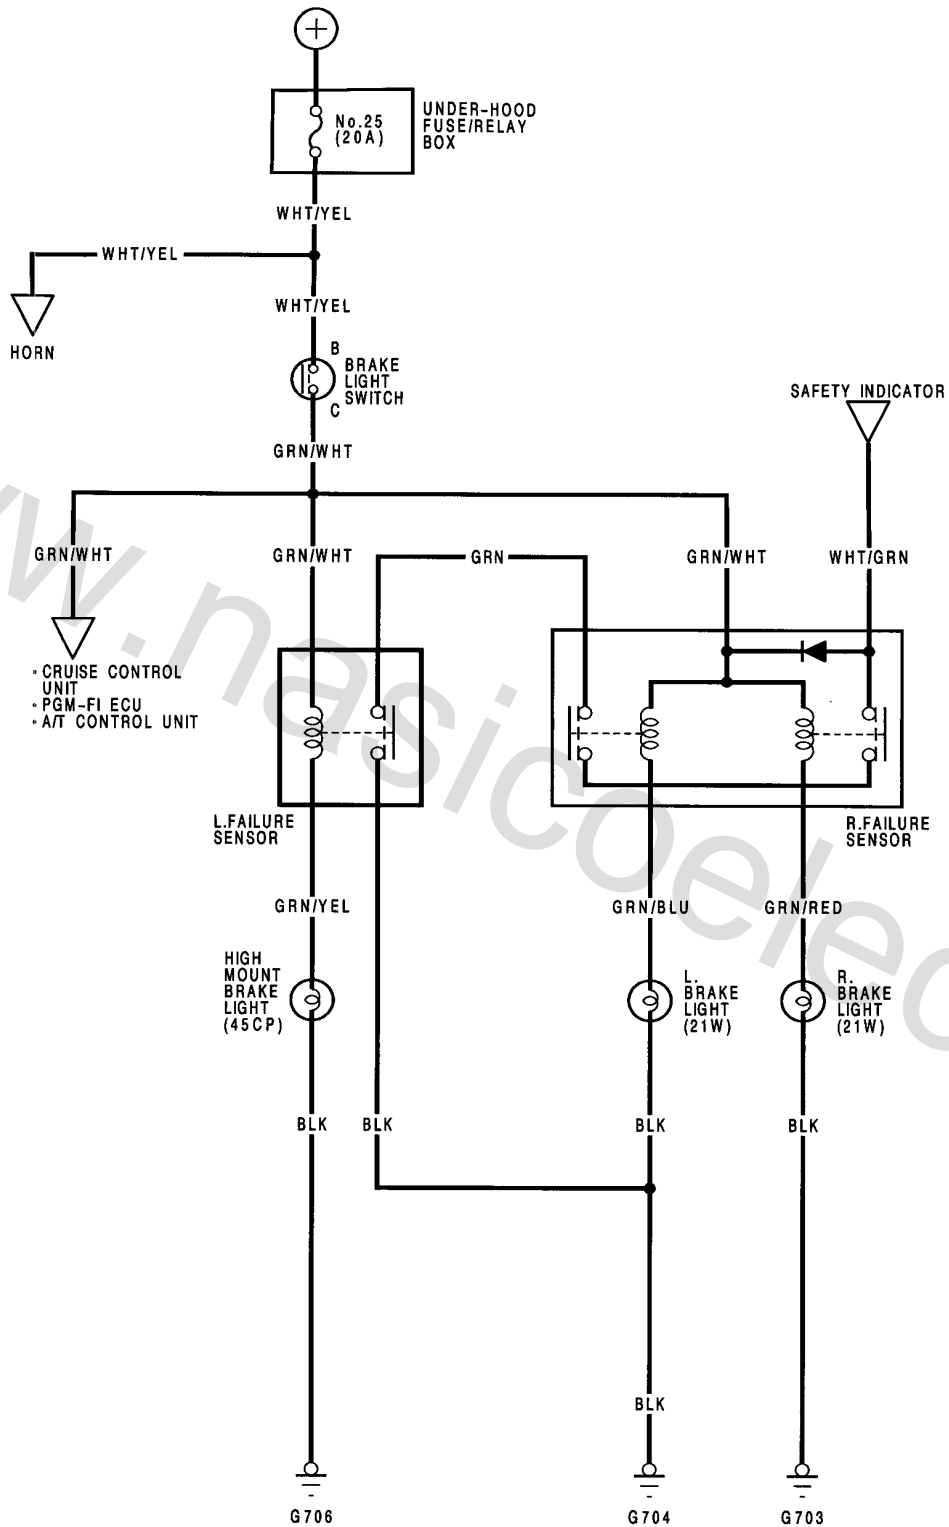 +
No.25
(20A)
UNDER-HOOD
FUSE/RELAY
BOX
WHT/YEL
WHT/YEL
WHT/YEL
HORN
B
BRAKE
LIGHT
SWITCH
C
SAFETY INDICATOR
GRN/WHT
GRN/WHT
GRN/WHT
GRN
GRN/WHT
WHT/GRN
• CRUISE CONTROL
UNIT
• PGM-FI ECU
• A/T CONTROL UNIT
L.FAILURE
SENSOR
R.FAILURE
SENSOR
GRN/YEL
GRN/BLU
GRN/RED
HIGH
MOUNT
BRAKE
LIGHT
(45CP)
L.
BRAKE
LIGHT
(21W)
R.
BRAKE
LIGHT
(21W)
BLK
BLK
BLK
BLK
BLK
G706
G704
G703
w.nasicoelec